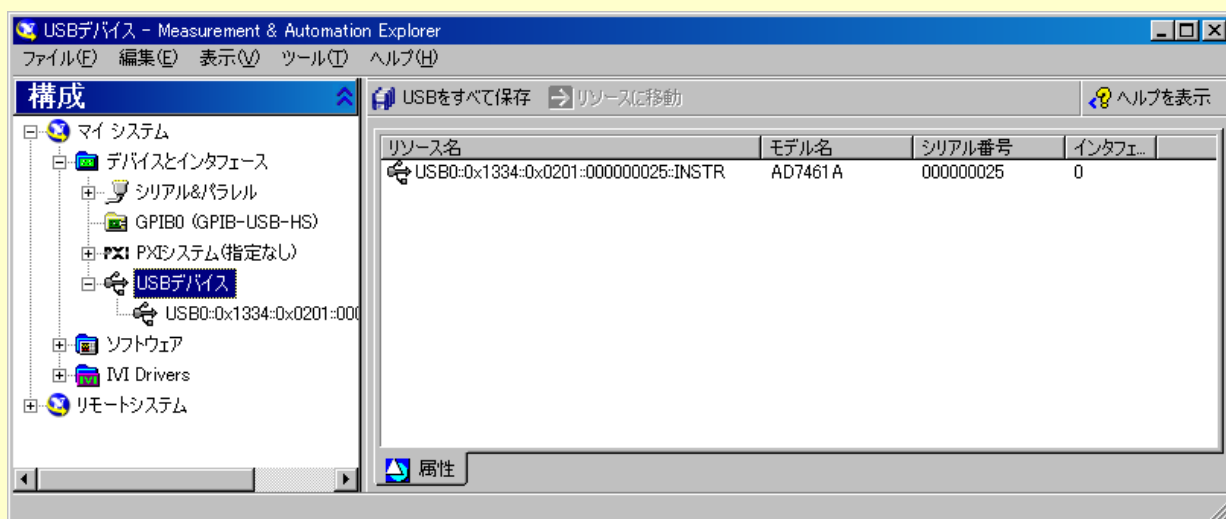 USBデバイス - Measurement & Automation Explorer
ファイル(F) 編集(E) 表示(V) ツール(T) ヘルプ(H)
構成
USBをすべて保存 リソースに移動 ヘルプを表示
マイ システム
デバイスとインタフェース
シリアル&パラレル
GPIB0 (GPIB-USB-HS)
PXI PXIシステム(指定なし)
USBデバイス
USB0::0x1334::0x0201::000
ソフトウェア
IVI IVI Drivers
リモートシステム
リソース名 モデル名 シリアル番号 インタフェ...
USB0::0x1334::0x0201::000000025::INSTR AD7461A 000000025 0
属性